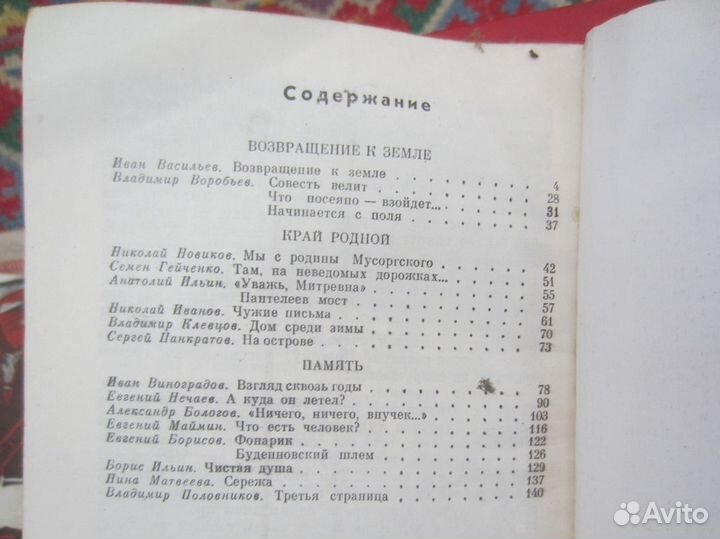 Содержание
ВОЗВРАЩЕНИЕ К ЗЕМЛЕ
Иван Васильев. Возвращение к земле . . . . . . 4
Владимир Воробьев. Совесть велит . . . . . . 28
Что посеяно — взойдет... . . . . 31
Начинается с поля . . . . . 37
КРАЙ РОДНОЙ
Николай Новиков. Мы с родины Мусоргского . . . . 42
Семен Гейченко. Там, на неведомых дорожках... . . . 51
Анатолий Ильин. «Уважь, Митревна» . . . . . . 55
Пантелеев мост . . . . . . 57
Николай Иванов. Чужие письма . . . . . . . 61
Владимир Клевцов. Дом среди зимы . . . . . . 70
Сергей Панкратов. На острове . . . . . . . 73
ПАМЯТЬ
Иван Виноградов. Взгляд сквозь годы . . . . . . 78
Евгений Нечаев. А куда он летел? . . . . . . 90
Александр Бологов. «Ничего, ничего, внучек...» . . . . 103
Евгений Маймин. Что есть человек? . . . . . . 116
Евгений Борисов. Фонарик . . . . . . . . 122
Буденновский шлем . . . . . 126
Борис Ильин. Чистая душа . . . . . . . . 129
Нина Матвеева. Сережа . . . . . . . . . 137
Владимир Половников. Третья страница . . . . . 140
Avito